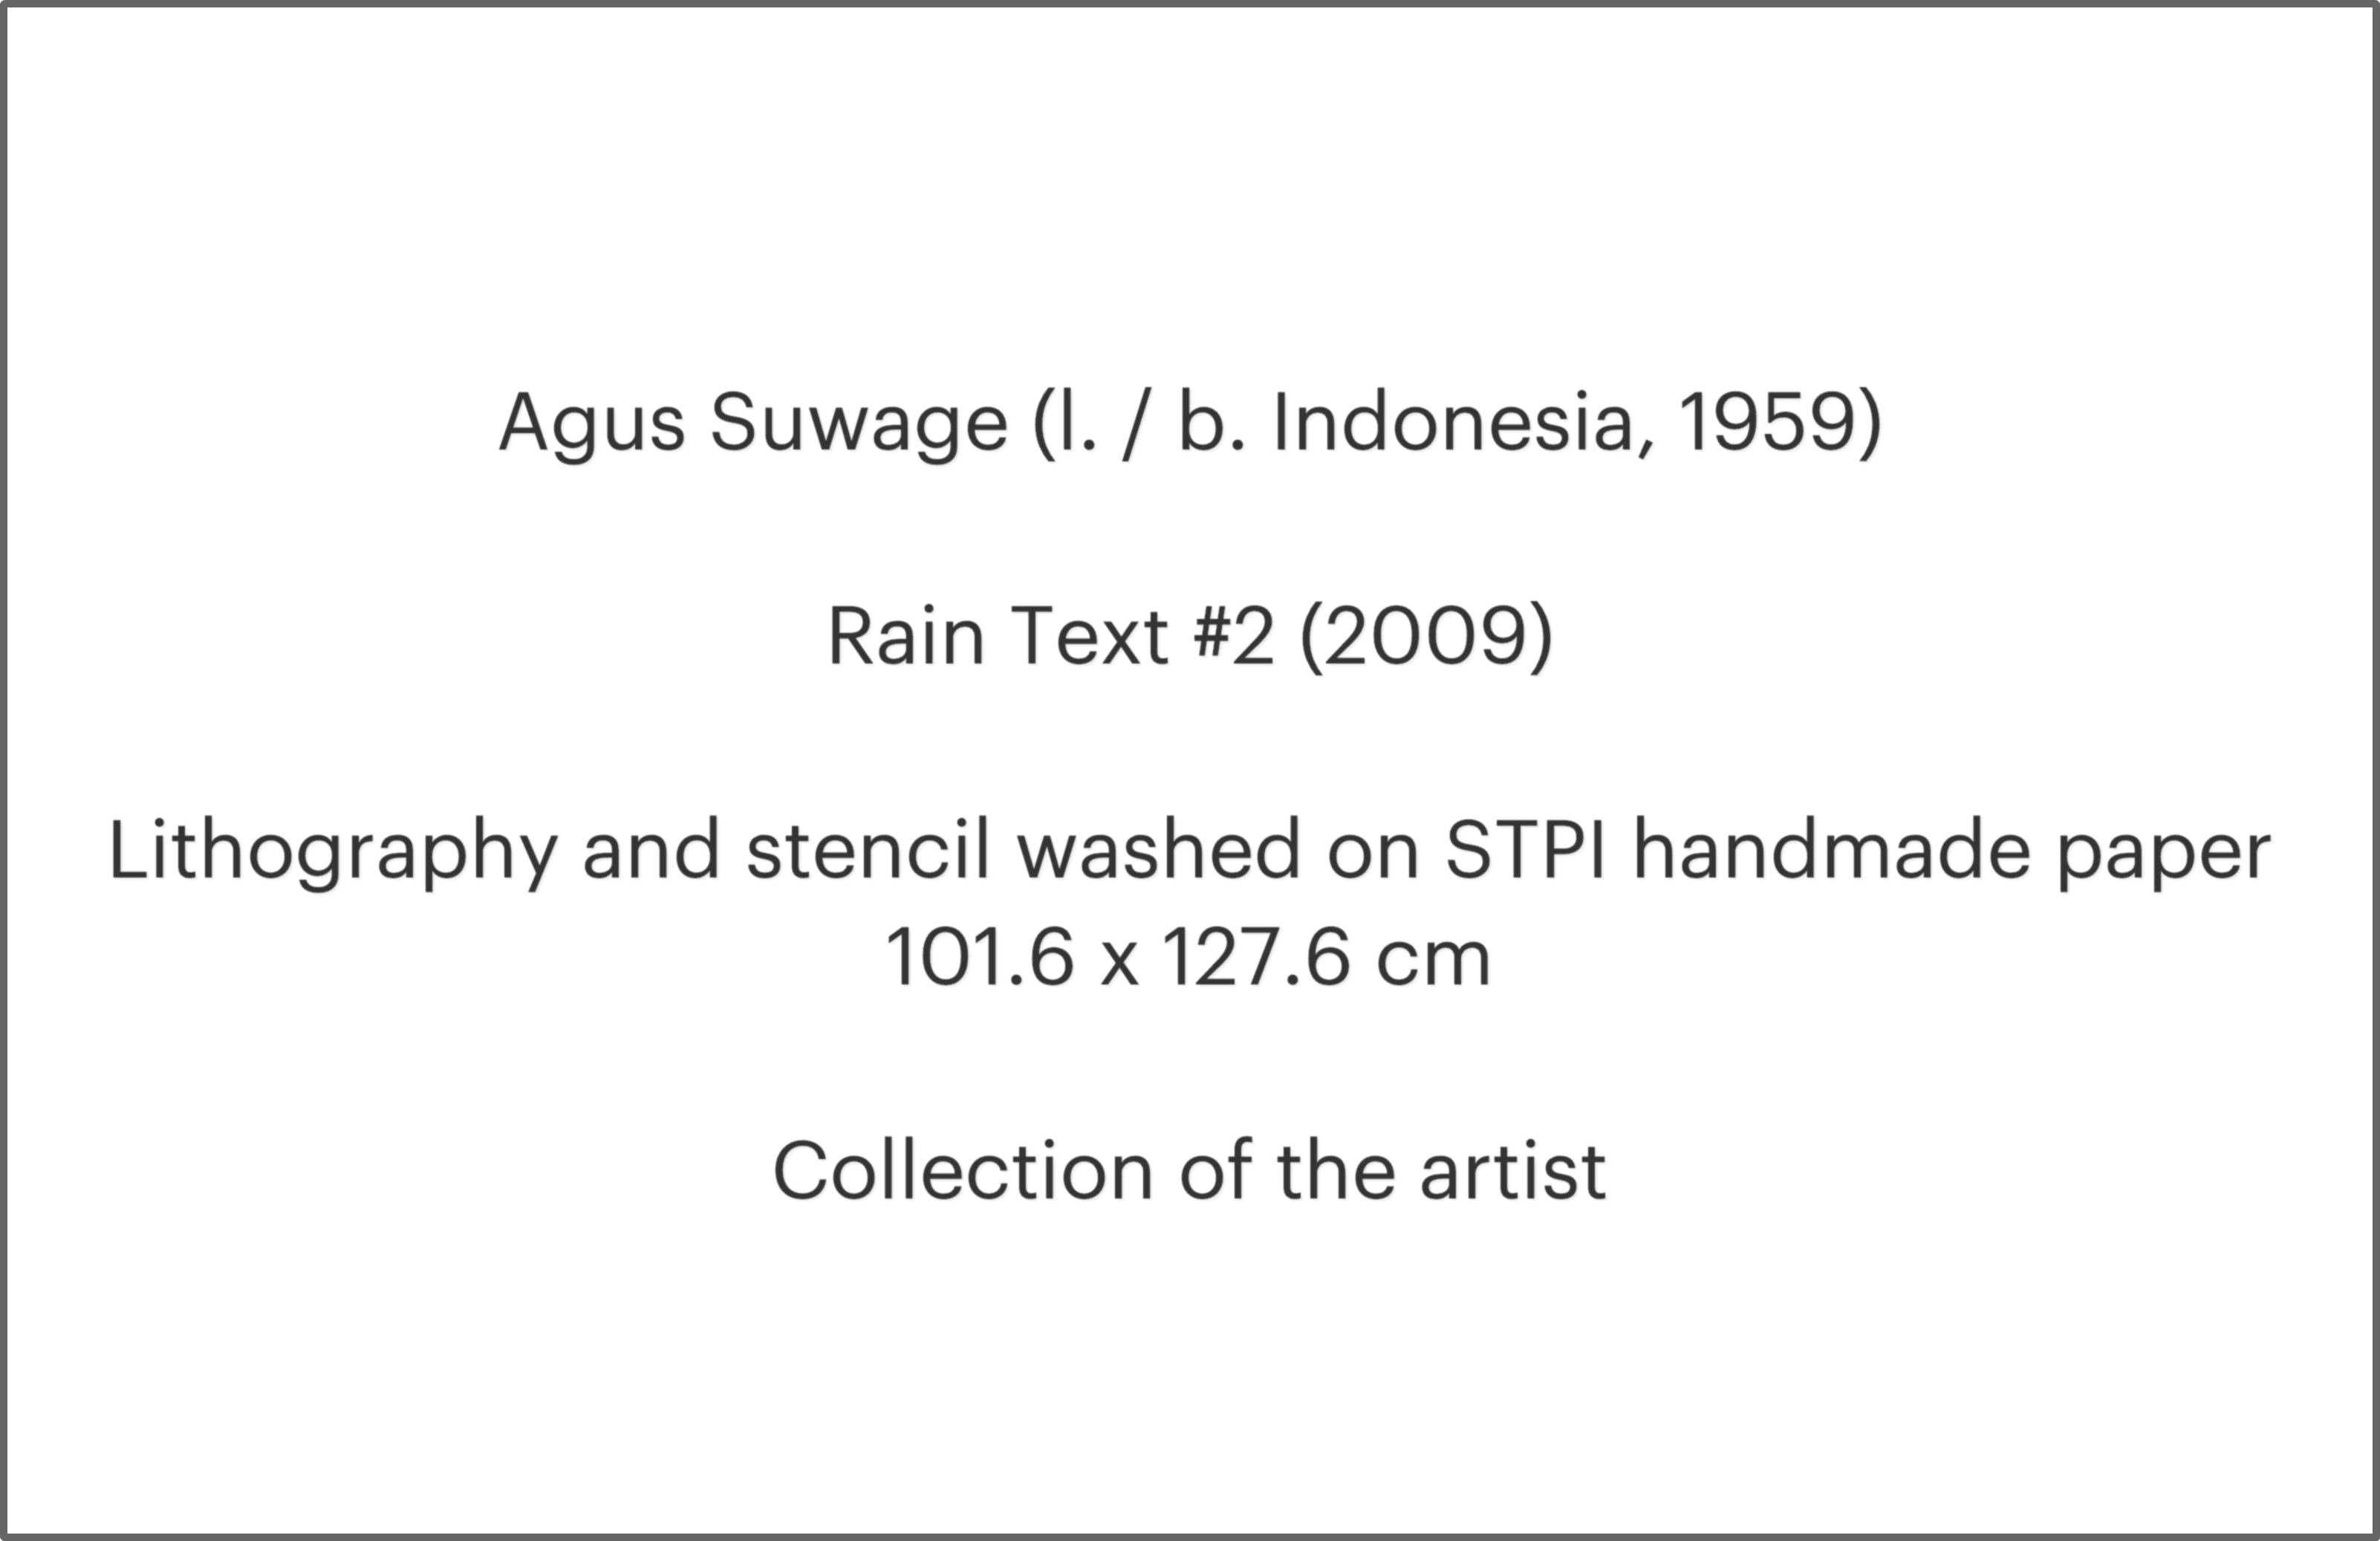 Agus Suwage (l. / b. Indonesia, 1959)
Rain Text #2 (2009)
Lithography and stencil washed on STPI handmade paper
101.6 x 127.6 cm
Collection of the artist